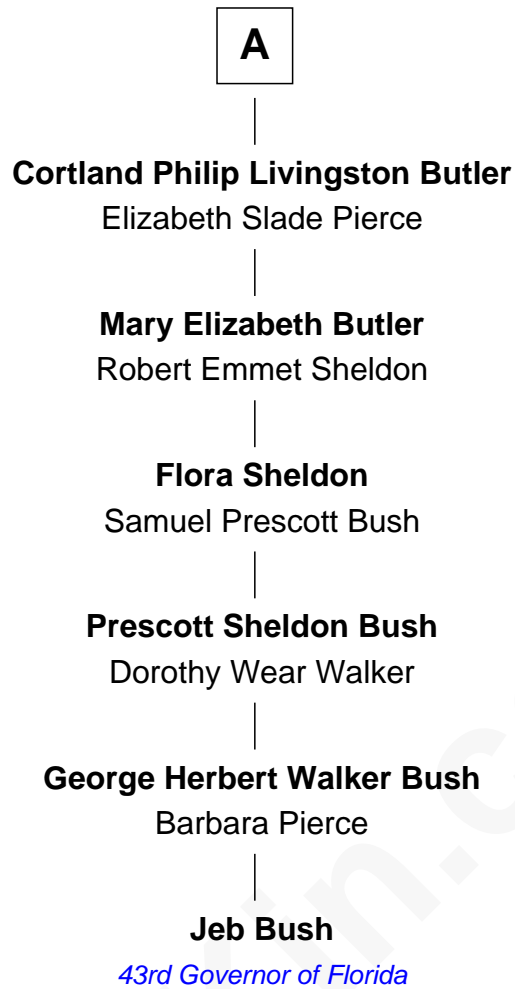 A
Cortland Philip Livingston Butler
Elizabeth Slade Pierce
Mary Elizabeth Butler
Robert Emmet Sheldon
Flora Sheldon
Samuel Prescott Bush
Prescott Sheldon Bush
Dorothy Wear Walker
George Herbert Walker Bush
Barbara Pierce
Jeb Bush
43rd Governor of Florida